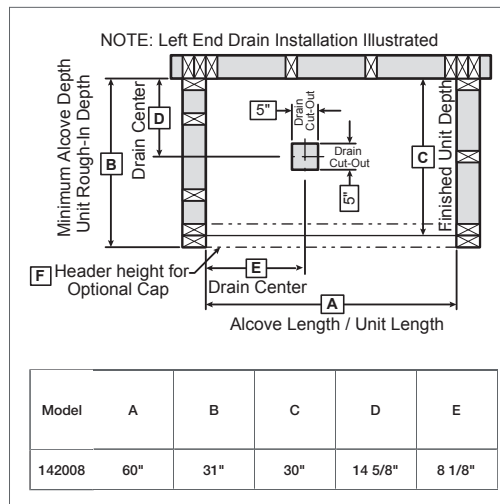 NOTE: Left End Drain Installation Illustrated
Minimum Alcove Depth
Unit Rough-In Depth
B
Drain Center
D
5"
Drain
Cut-Out
Drain
Cut-Out
5"
C
Finished Unit Depth
F Header height for
Optional Cap
E
Drain Center
A
Alcove Length / Unit Length
Model A B C D E
142008 60" 31" 30" 14 5/8" 8 1/8"